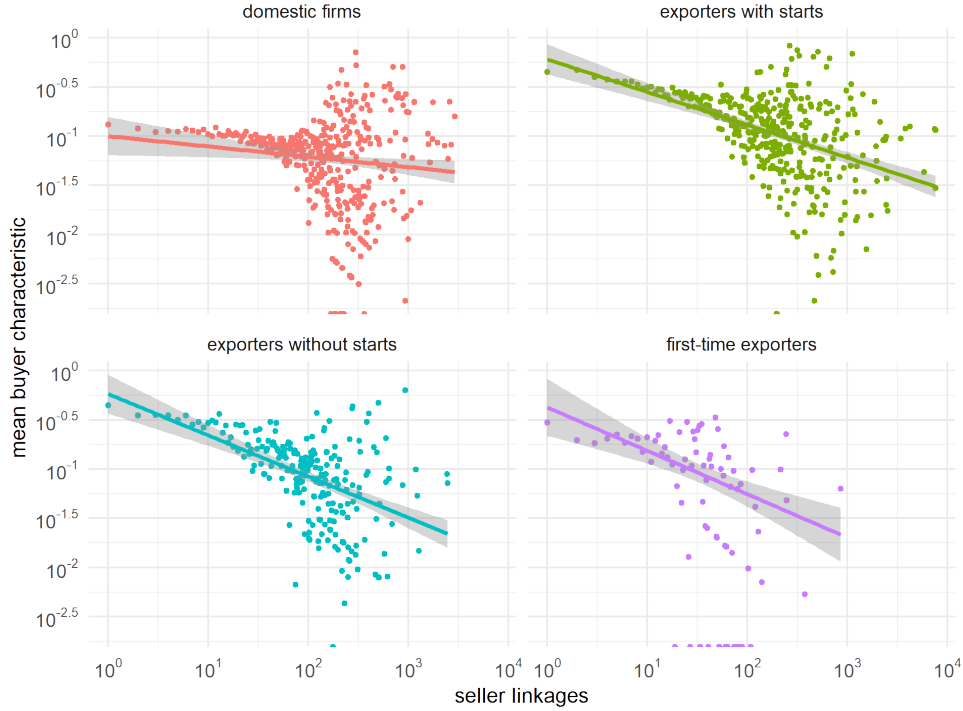 domestic firms
exporters with starts
10^0
10^-0.5
10^-1
10^-1.5
10^-2
10^-2.5
mean buyer characteristic
exporters without starts
first-time exporters
10^0
10^-0.5
10^-1
10^-1.5
10^-2
10^-2.5
10^0 10^1 10^2 10^3 10^4 10^0 10^1 10^2 10^3 10^4
seller linkages